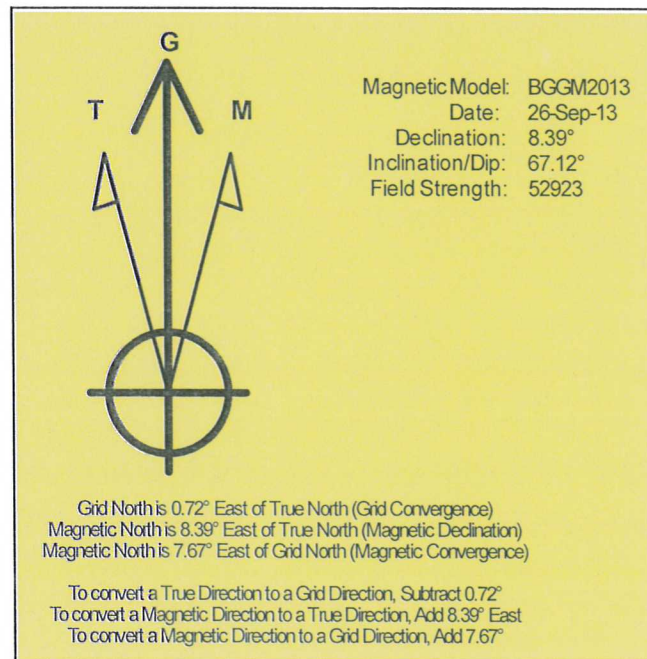 G
T
M
Magnetic Model: BGGM2013
Date: 26-Sep-13
Declination: 8.39°
Inclination/Dip: 67.12°
Field Strength: 52923
Grid North is 0.72° East of True North (Grid Convergence)
Magnetic North is 8.39° East of True North (Magnetic Declination)
Magnetic North is 7.67° East of Grid North (Magnetic Convergence)
To convert a True Direction to a Grid Direction, Subtract 0.72°
To convert a Magnetic Direction to a True Direction, Add 8.39° East
To convert a Magnetic Direction to a Grid Direction, Add 7.67°